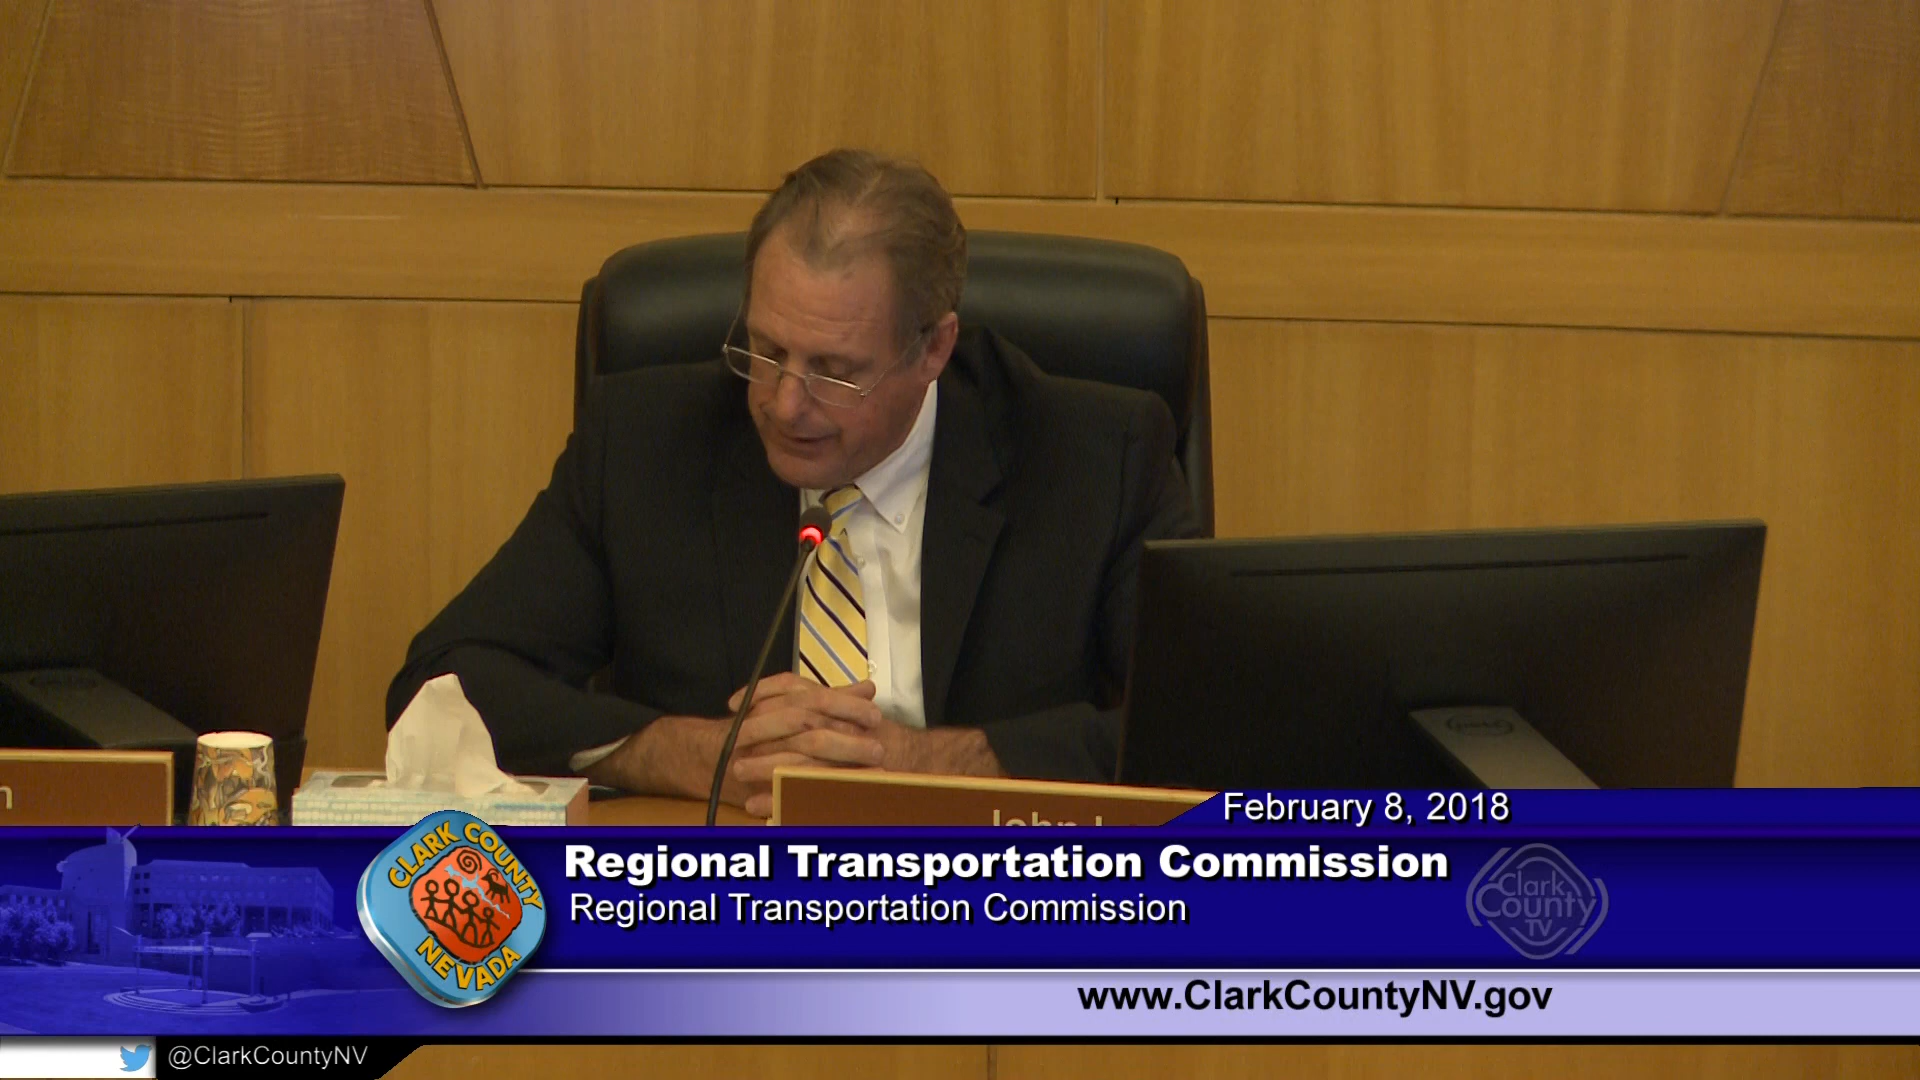 n
John L
February 8, 2018
Regional Transportation Commission
Regional Transportation Commission
CLARK COUNTY
NEVADA
Clark
County
TV
www.ClarkCountyNV.gov
@ClarkCountyNV